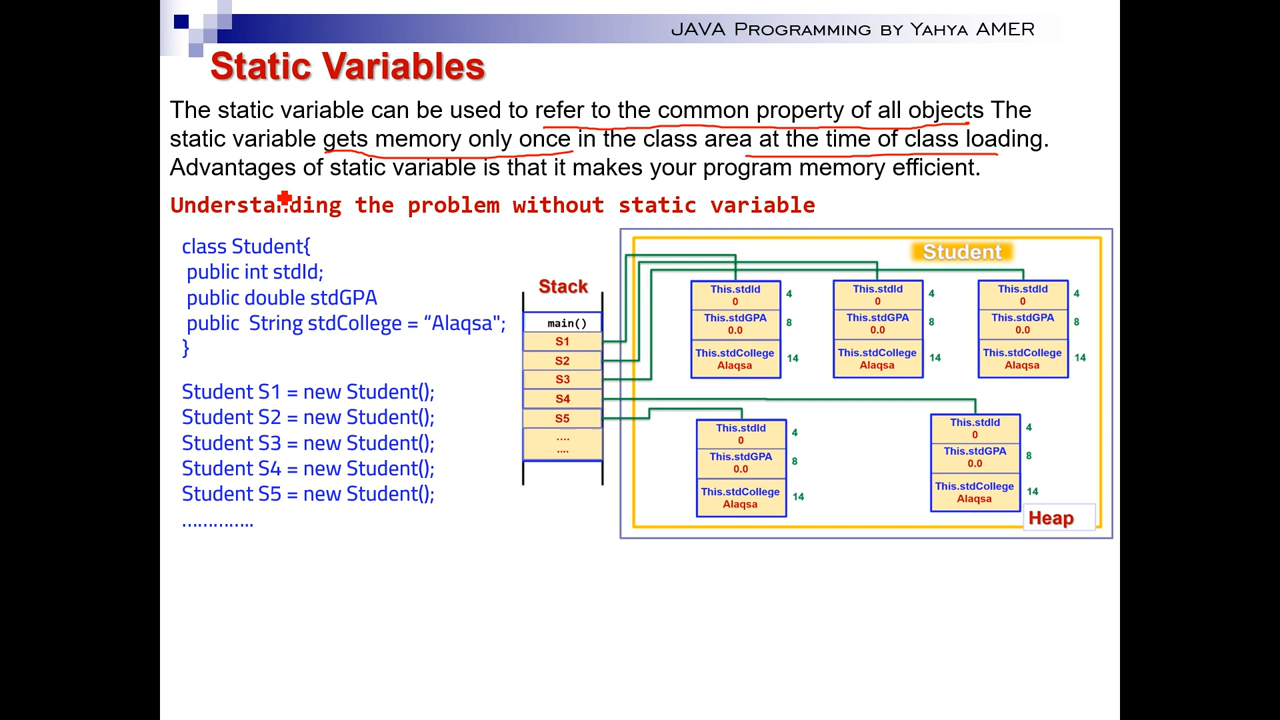 JAVA Programming by Yahya AMER
Static Variables
The static variable can be used to refer to the common property of all objects The
static variable gets memory only once in the class area at the time of class loading.
Advantages of static variable is that it makes your program memory efficient.
Understanding the problem without static variable
class Student{
public int stdId;
public double stdGPA
public String stdCollege = “Alaqsa";
}
Student S1 = new Student();
Student S2 = new Student();
Student S3 = new Student();
Student S4 = new Student();
Student S5 = new Student();
…………..
Stack
main()
S1
S2
S3
S4
S5
....
....
Student
This.stdId
0
4
This.stdGPA
0.0
8
This.stdCollege
Alaqsa
14
This.stdId
0
4
This.stdGPA
0.0
8
This.stdCollege
Alaqsa
14
This.stdId
0
4
This.stdGPA
0.0
8
This.stdCollege
Alaqsa
14
This.stdId
0
4
This.stdGPA
0.0
8
This.stdCollege
Alaqsa
14
This.stdId
0
4
This.stdGPA
0.0
8
This.stdCollege
Alaqsa
14
Heap